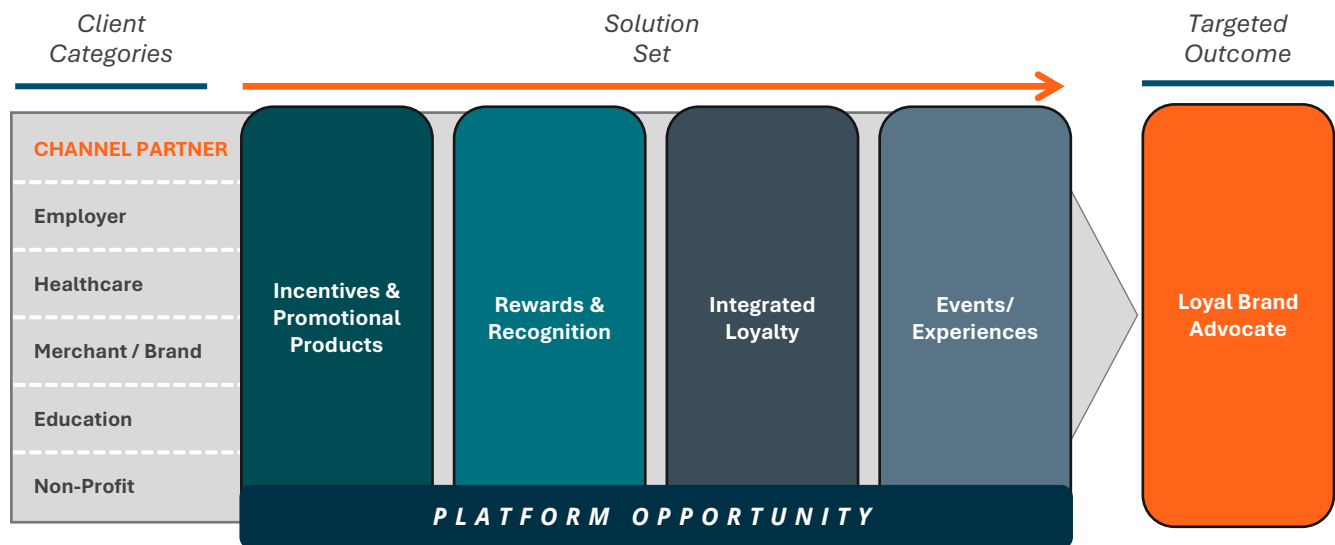 Client
Categories
Solution
Set
Targeted
Outcome
CHANNEL PARTNER
Employer
Healthcare
Merchant / Brand
Education
Non-Profit
Incentives &
Promotional
Products
Rewards &
Recognition
Integrated
Loyalty
Events/
Experiences
Loyal Brand
Advocate
PLATFORM OPPORTUNITY